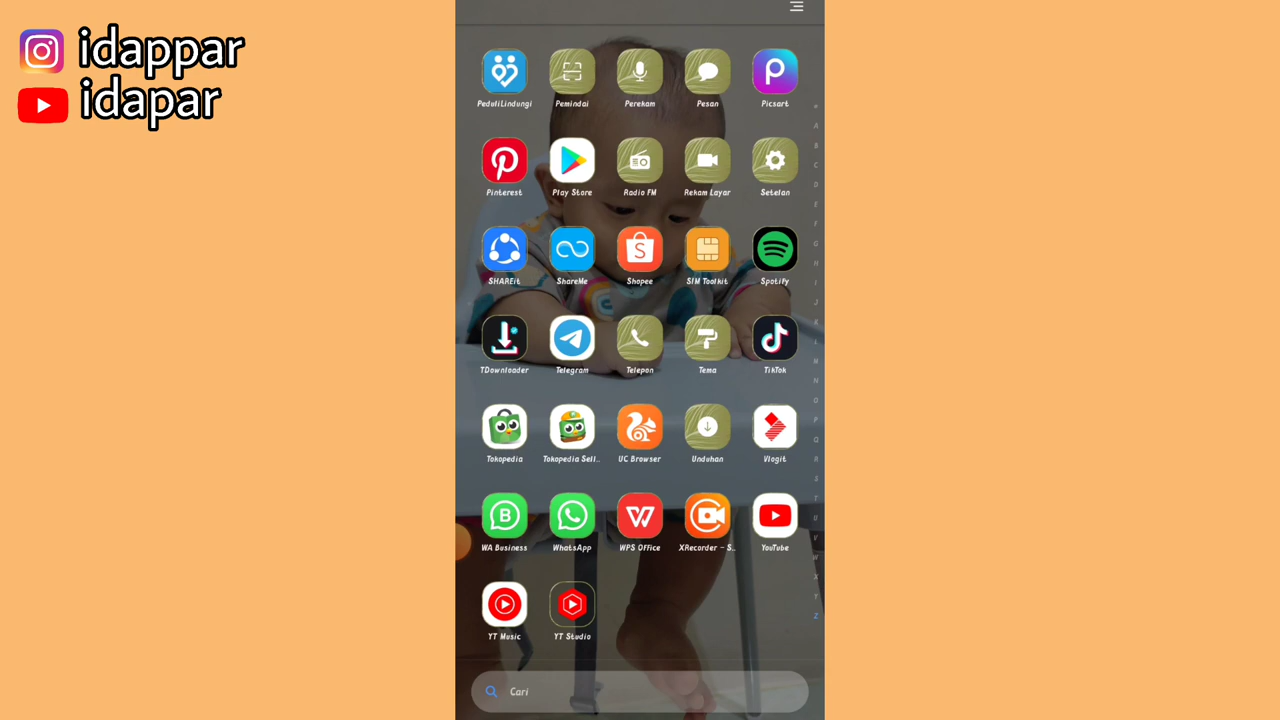 idappar
idapar
PeduliLindungi Pemindai Perekam Pesan Picsart
Pinterest Play Store Radio FM Rekam Layar Setelan
SHAREit ShareMe Shopee SIM Toolkit Spotify
TDownloader Telegram Telepon Tema TikTok
Tokopedia Tokopedia Sell.. UC Browser Unduhan Vlogit
WA Business WhatsApp WPS Office XRecorder - S.. YouTube
YT Music YT Studio
Cari